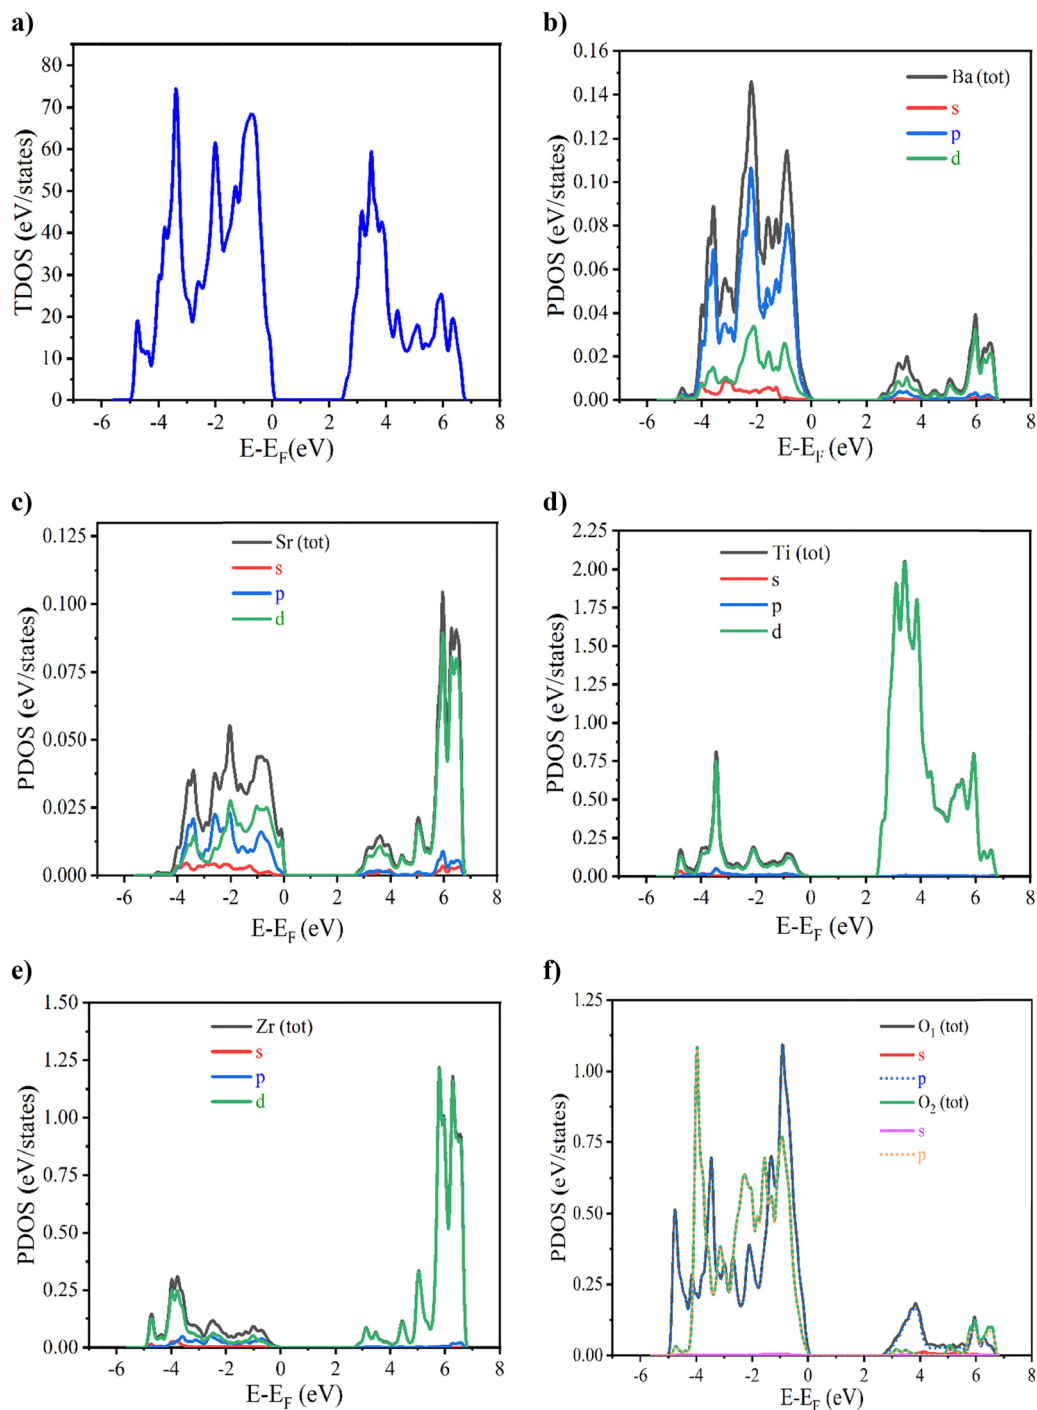 a)
80
70
60
50
40
30
20
10
0
TDOS (eV/states)
-6 -4 -2 0 2 4 6 8
E-EF(eV)
b)
0.16
0.14
0.12
0.10
0.08
0.06
0.04
0.02
0.00
PDOS (eV/states)
Ba (tot)
s
p
d
-6 -4 -2 0 2 4 6 8
E-EF (eV)
c)
0.125
0.100
0.075
0.050
0.025
0.000
PDOS (eV/states)
Sr (tot)
s
p
d
-6 -4 -2 0 2 4 6 8
E-EF (eV)
d)
2.25
2.00
1.75
1.50
1.25
1.00
0.75
0.50
0.25
0.00
PDOS (eV/states)
Ti (tot)
s
p
d
-6 -4 -2 0 2 4 6 8
E-EF (eV)
e)
1.50
1.25
1.00
0.75
0.50
0.25
0.00
PDOS (eV/states)
Zr (tot)
s
p
d
-6 -4 -2 0 2 4 6 8
E-EF (eV)
f)
1.25
1.00
0.75
0.50
0.25
0.00
PDOS (eV/states)
O1 (tot)
s
p
O2 (tot)
s
p
-6 -4 -2 0 2 4 6 8
E-EF (eV)